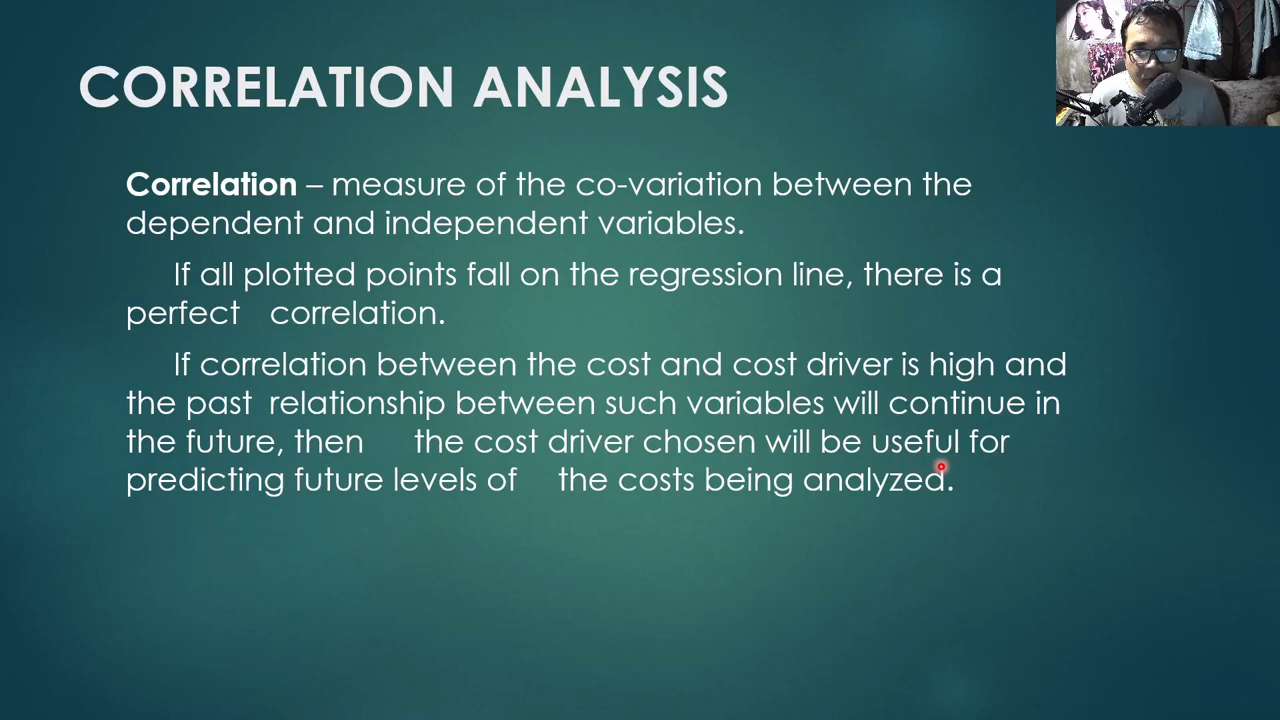 CORRELATION ANALYSIS
Correlation – measure of the co-variation between the
dependent and independent variables.
If all plotted points fall on the regression line, there is a
perfect correlation.
If correlation between the cost and cost driver is high and
the past relationship between such variables will continue in
the future, then the cost driver chosen will be useful for
predicting future levels of the costs being analyzed.